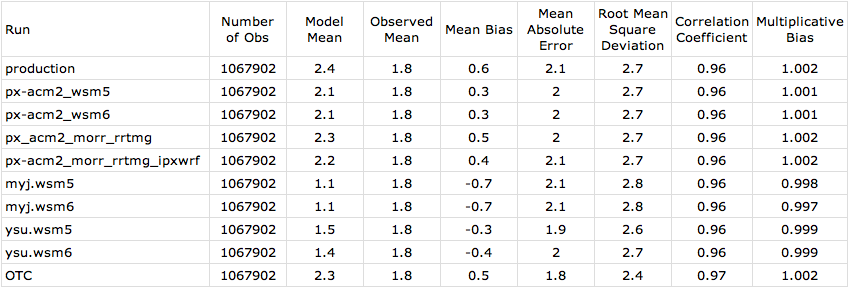 Run Number of Obs Model Mean Observed Mean Mean Bias Mean Absolute Error Root Mean Square Deviation Correlation Coefficient Multiplicative Bias
production 1067902 2.4 1.8 0.6 2.1 2.7 0.96 1.002
px-acm2_wsm5 1067902 2.1 1.8 0.3 2 2.7 0.96 1.001
px-acm2_wsm6 1067902 2.1 1.8 0.3 2 2.7 0.96 1.001
px_acm2_morr_rrtmg 1067902 2.3 1.8 0.5 2 2.7 0.96 1.002
px-acm2_morr_rrtmg_ipxwrf 1067902 2.2 1.8 0.4 2.1 2.7 0.96 1.002
myj.wsm5 1067902 1.1 1.8 -0.7 2.1 2.8 0.96 0.998
myj.wsm6 1067902 1.1 1.8 -0.7 2.1 2.8 0.96 0.997
ysu.wsm5 1067902 1.5 1.8 -0.3 1.9 2.6 0.96 0.999
ysu.wsm6 1067902 1.4 1.8 -0.4 2 2.7 0.96 0.999
OTC 1067902 2.3 1.8 0.5 1.8 2.4 0.97 1.002